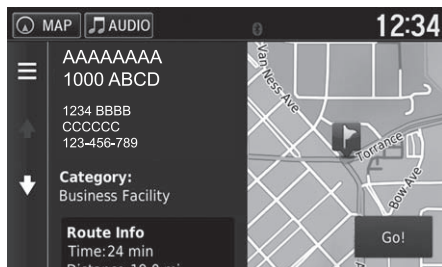 MAP AUDIO 12:34
AAAAAAAA
1000 ABCD
1234 BBBB
CCCCCC
123-456-789
Category:
Business Facility
Route Info
Time:24 min
Van Ness Ave
Torrance
Bow Ave
Go!